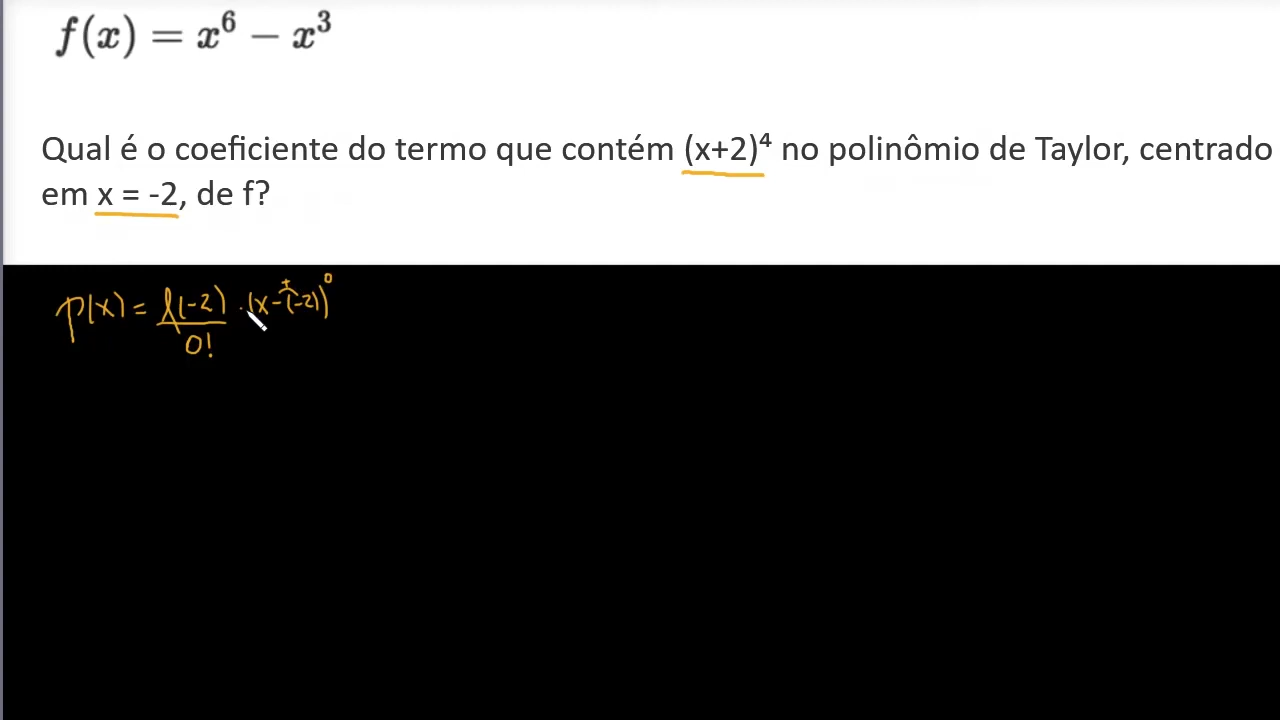 f(x) = x⁶ − x³
Qual é o coeficiente do termo que contém (x+2)⁴ no polinômio de Taylor, centrado
em x = -2, de f?
p(x) = f(-2)/0! · (x-(-2))⁰
+